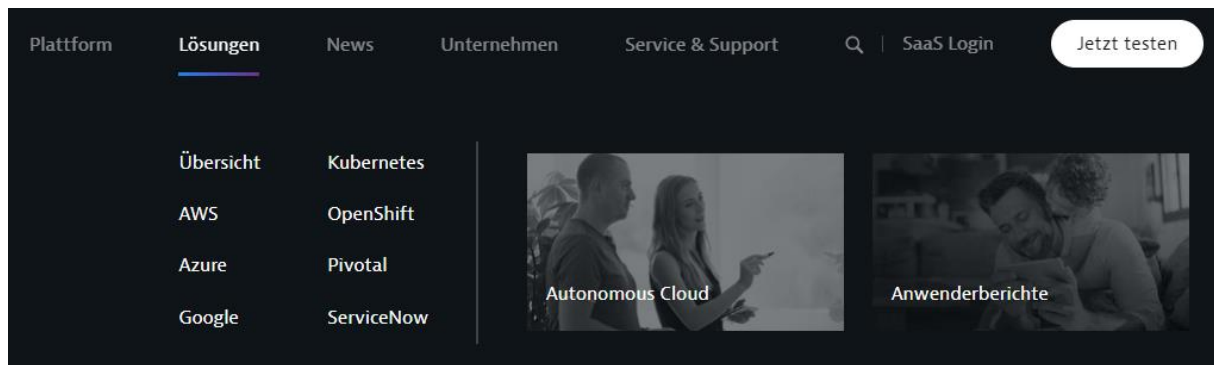 Plattform Lösungen News Unternehmen Service & Support SaaS Login Jetzt testen
Übersicht Kubernetes
AWS OpenShift
Azure Pivotal
Google ServiceNow
Autonomous Cloud
Anwenderberichte